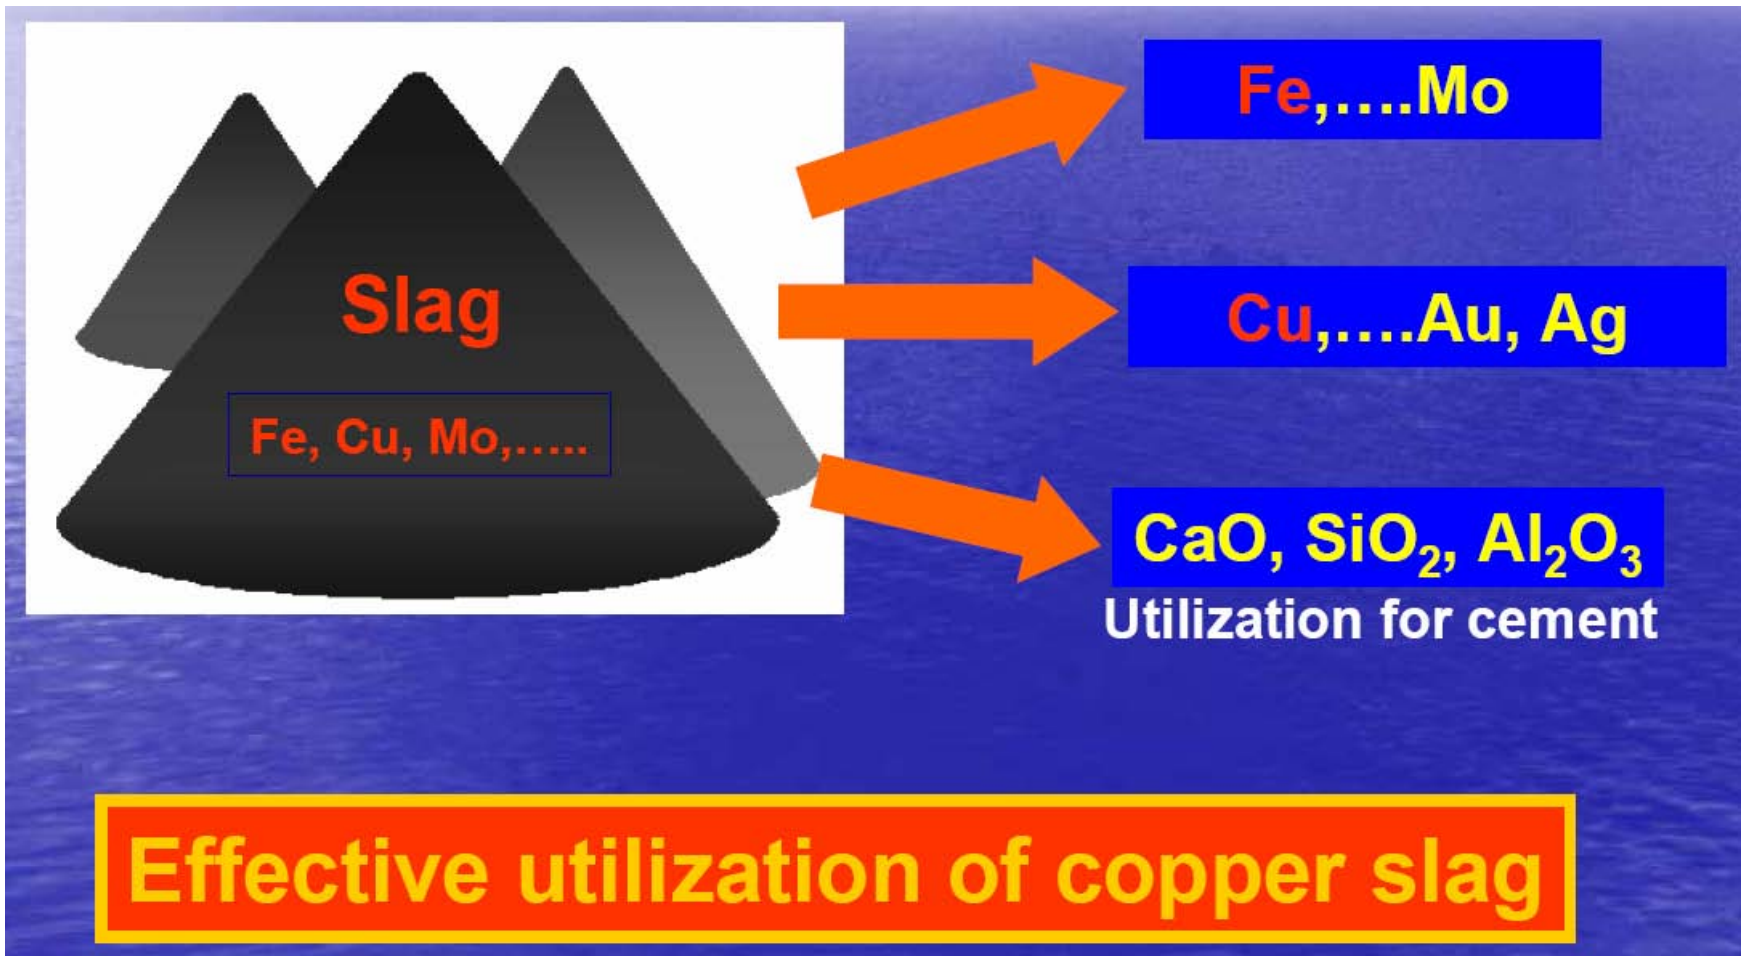 Slag
Fe, Cu, Mo,.....
Fe,....Mo
Cu,....Au, Ag
CaO, SiO₂, Al₂O₃
Utilization for cement
Effective utilization of copper slag